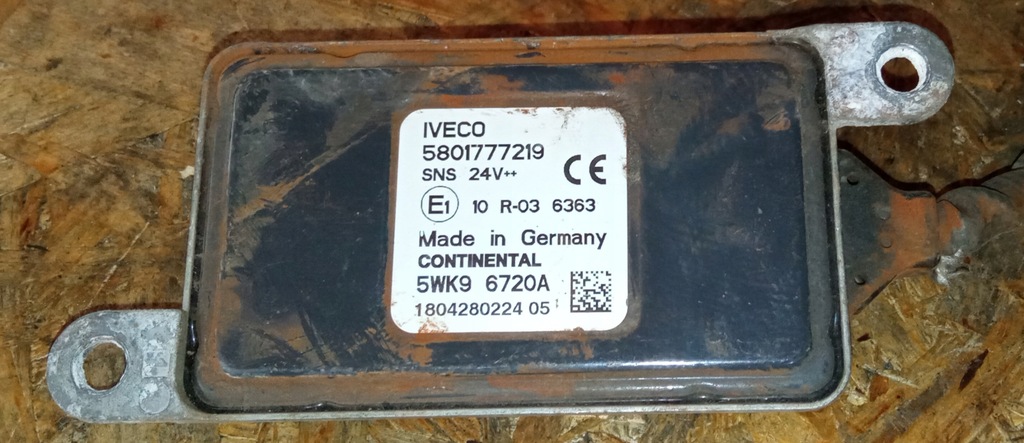 IVECO
5801777219
SNS 24V++
CE
E1 10 R-03 6363
Made in Germany
CONTINENTAL
5WK9 6720A
1804280224 05